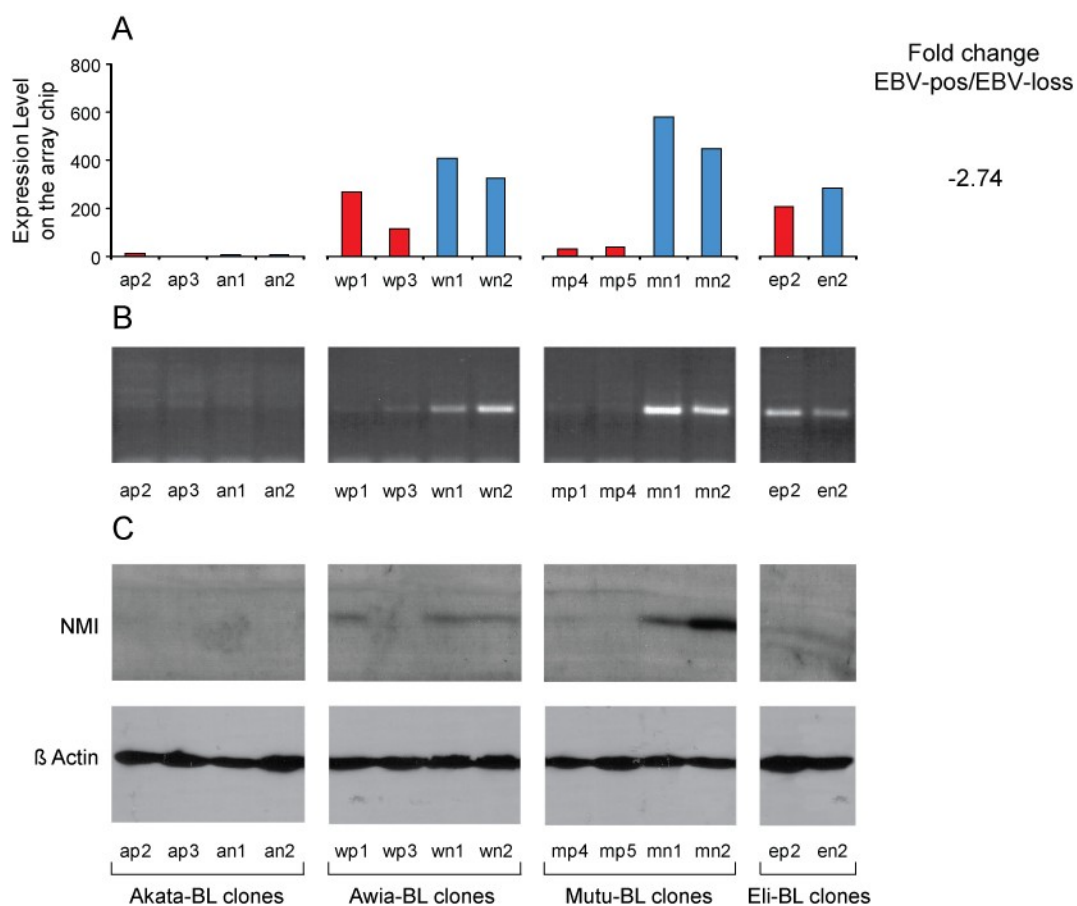 A
Fold change
EBV-pos/EBV-loss
Expression Level
on the array chip
800
600
400
200
0
-2.74
ap2 ap3 an1 an2 wp1 wp3 wn1 wn2 mp4 mp5 mn1 mn2 ep2 en2
B
ap2 ap3 an1 an2 wp1 wp3 wn1 wn2 mp1 mp4 mn1 mn2 ep2 en2
C
NMI
ß Actin
ap2 ap3 an1 an2 wp1 wp3 wn1 wn2 mp4 mp5 mn1 mn2 ep2 en2
Akata-BL clones Awia-BL clones Mutu-BL clones Eli-BL clones